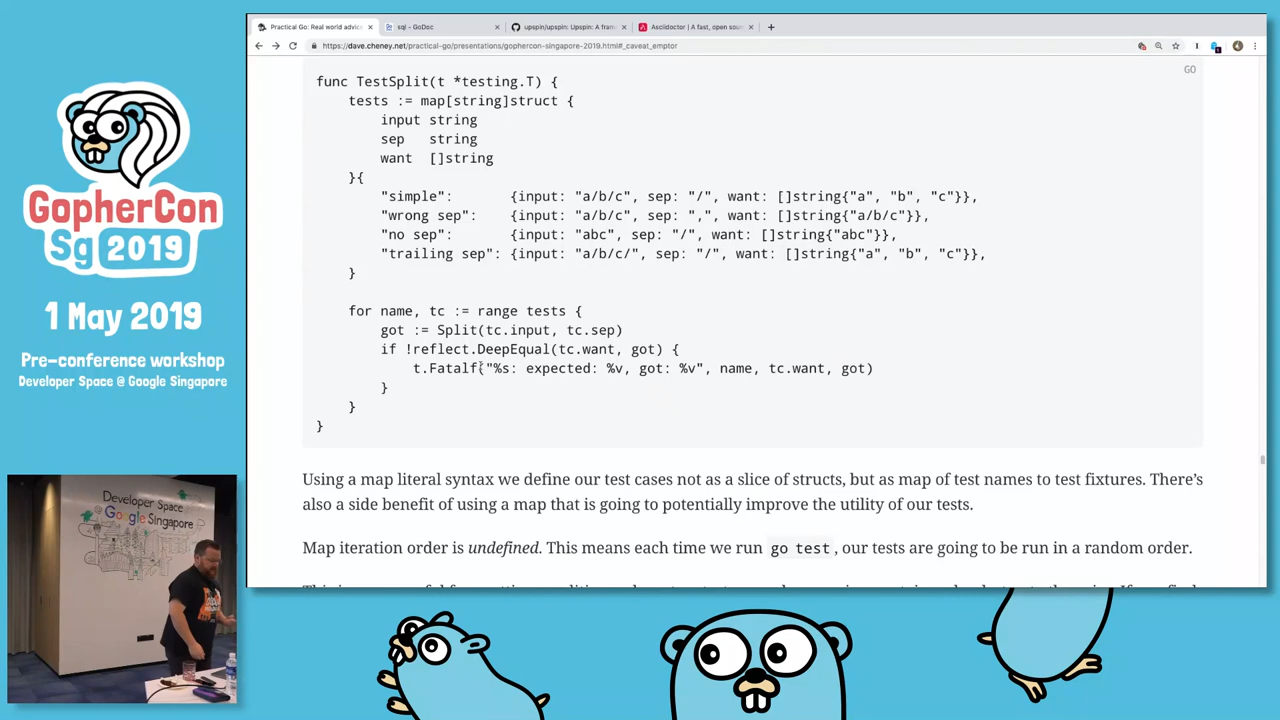 GopherCon
Sg 2019
1 May 2019
Pre-conference workshop
Developer Space @ Google Singapore
Developer Space
@ Google Singapore
Practical Go: Real world advice
sql - GoDoc
upspin/upspin: Upspin: A fram
Asciidoctor | A fast, open sou
https://dave.cheney.net/practical-go/presentations/gophercon-singapore-2019.html#_caveat_emptor
GO
func TestSplit(t *testing.T) {
    tests := map[string]struct {
        input string
        sep   string
        want  []string
    }{
        "simple":       {input: "a/b/c", sep: "/", want: []string{"a", "b", "c"}},
        "wrong sep":    {input: "a/b/c", sep: ",", want: []string{"a/b/c"}},
        "no sep":       {input: "abc", sep: "/", want: []string{"abc"}},
        "trailing sep": {input: "a/b/c/", sep: "/", want: []string{"a", "b", "c"}},
    }
    for name, tc := range tests {
        got := Split(tc.input, tc.sep)
        if !reflect.DeepEqual(tc.want, got) {
            t.Fatalf("%s: expected: %v, got: %v", name, tc.want, got)
        }
    }
}
Using a map literal syntax we define our test cases not as a slice of structs, but as map of test names to test fixtures. There's
also a side benefit of using a map that is going to potentially improve the utility of our tests.
Map iteration order is undefined. This means each time we run go test, our tests are going to be run in a random order.